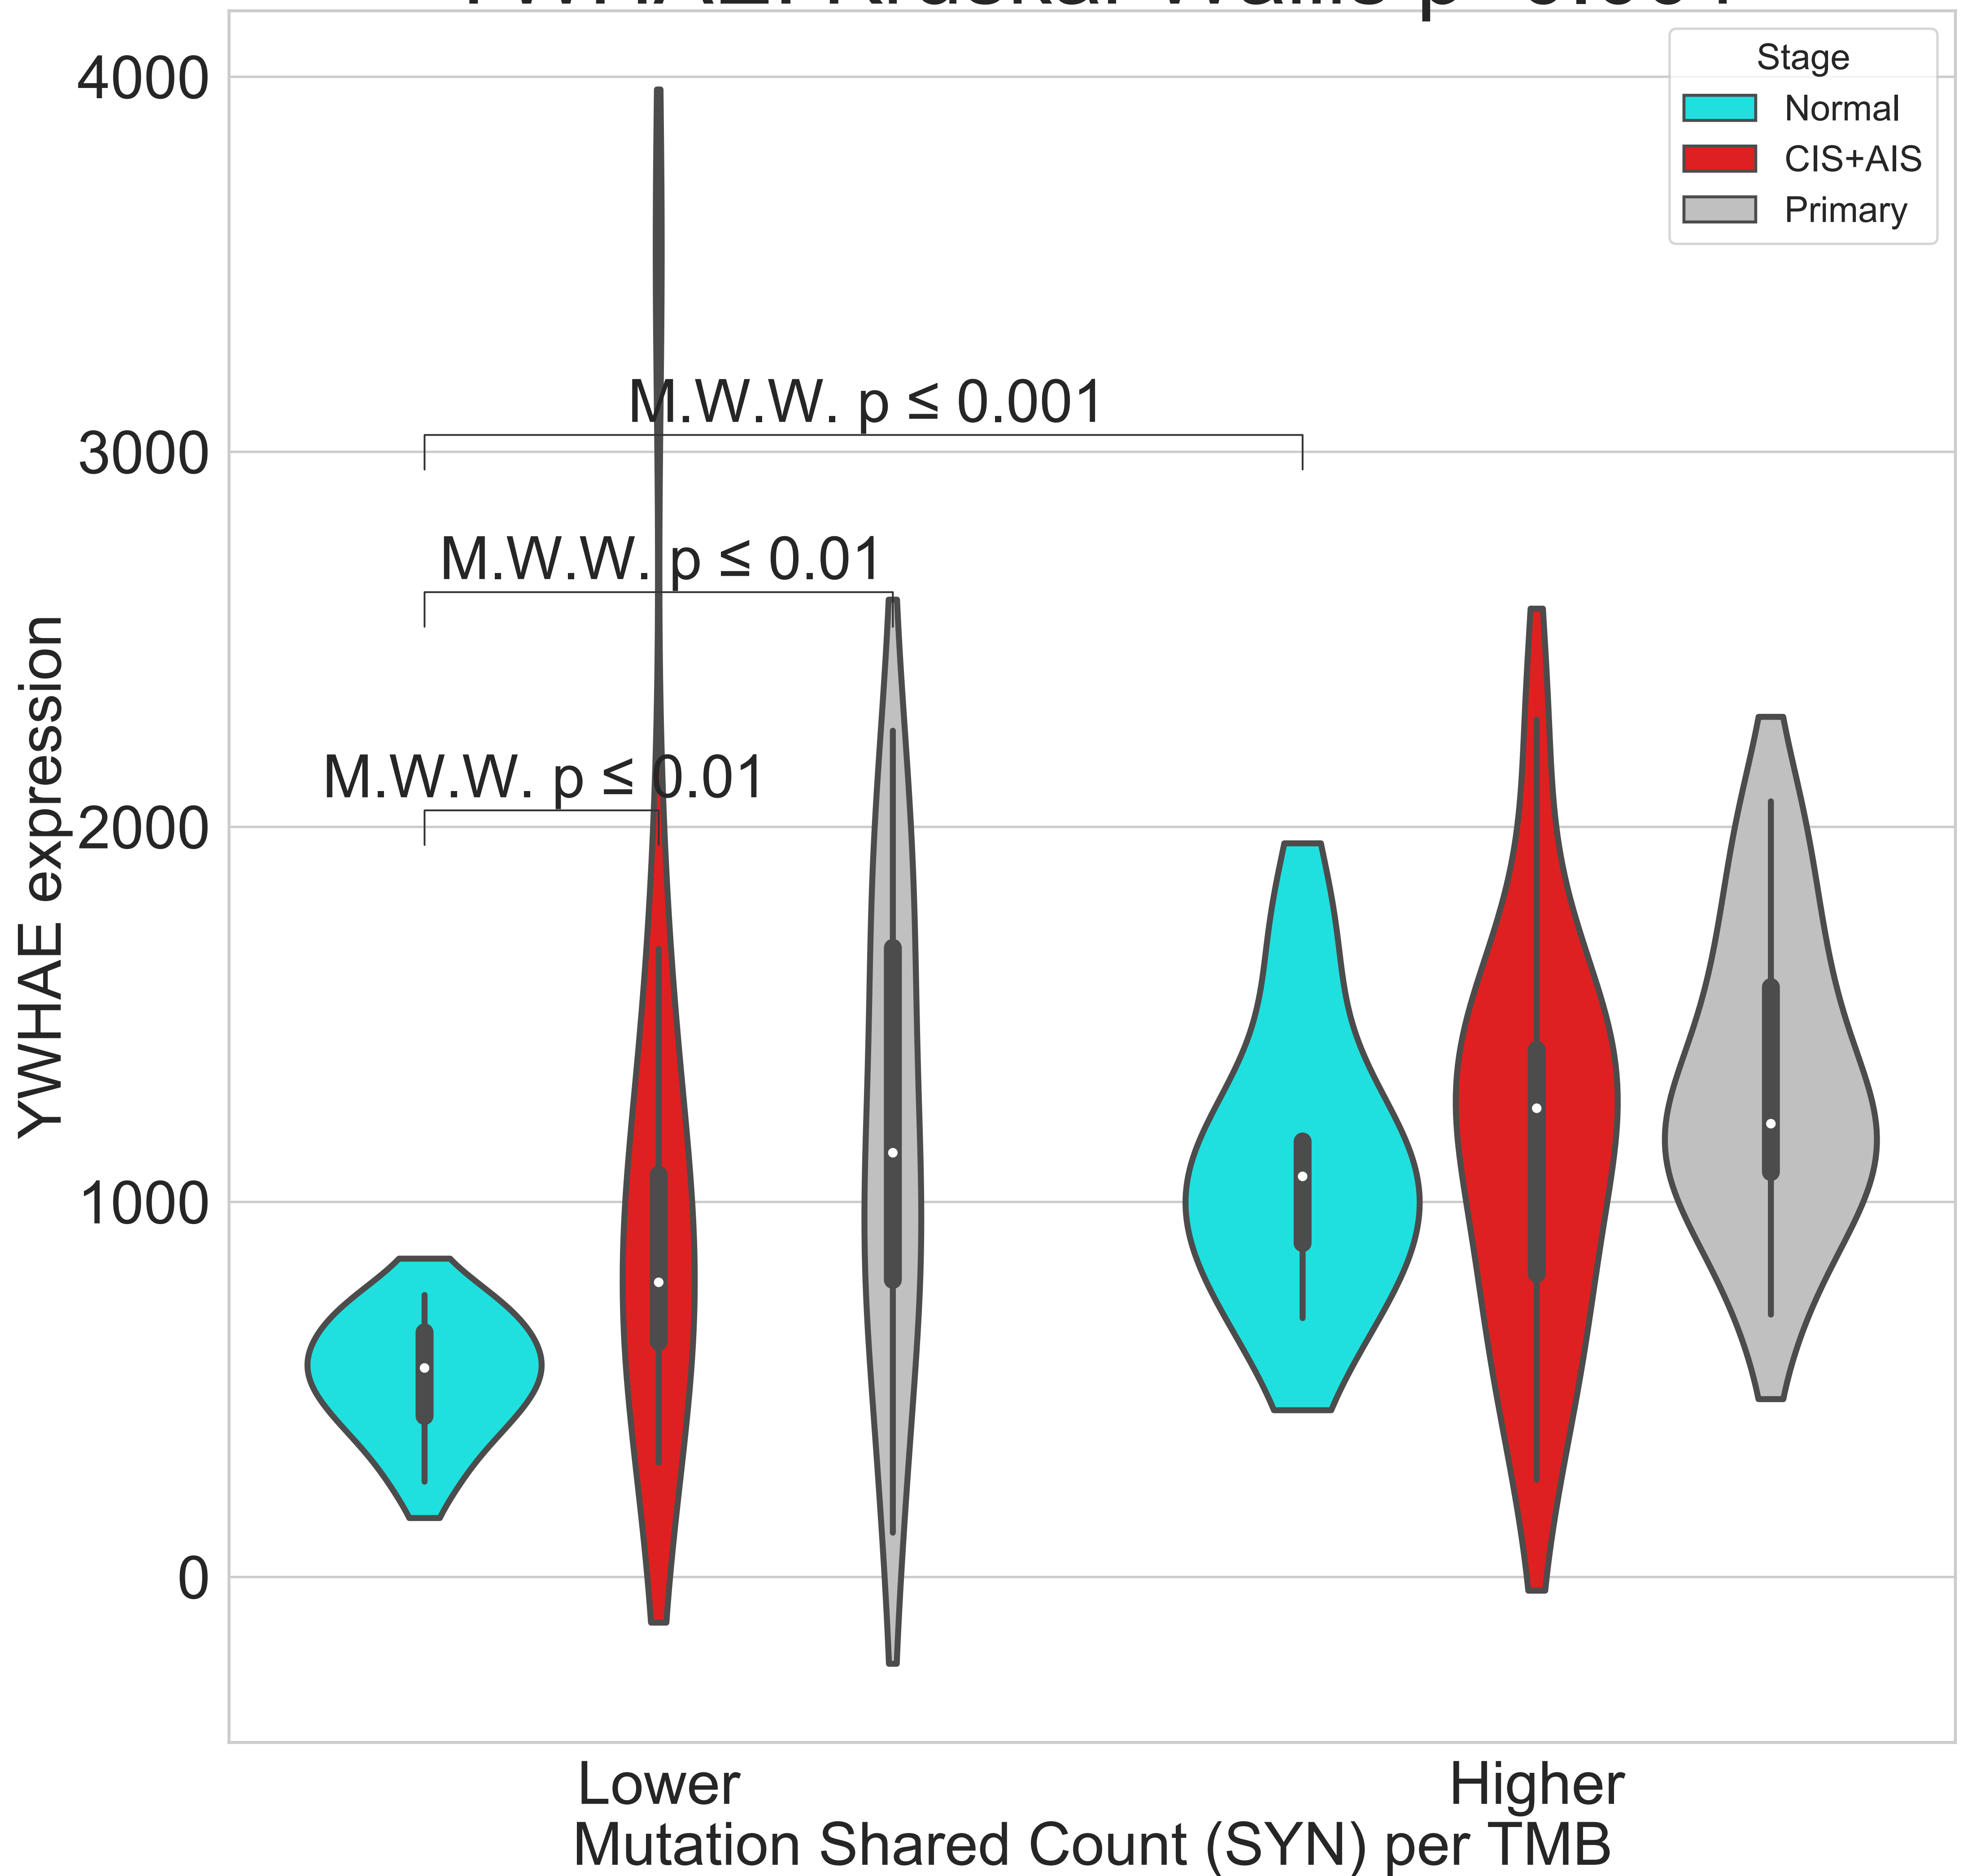 Stage
Normal
CIS+AIS
Primary
4000
3000
2000
1000
0
YWHAE expression
M.W.W. p ≤ 0.001
M.W.W. p ≤ 0.01
M.W.W. p ≤ 0.01
Lower
Higher
Mutation Shared Count (SYN) per TMB